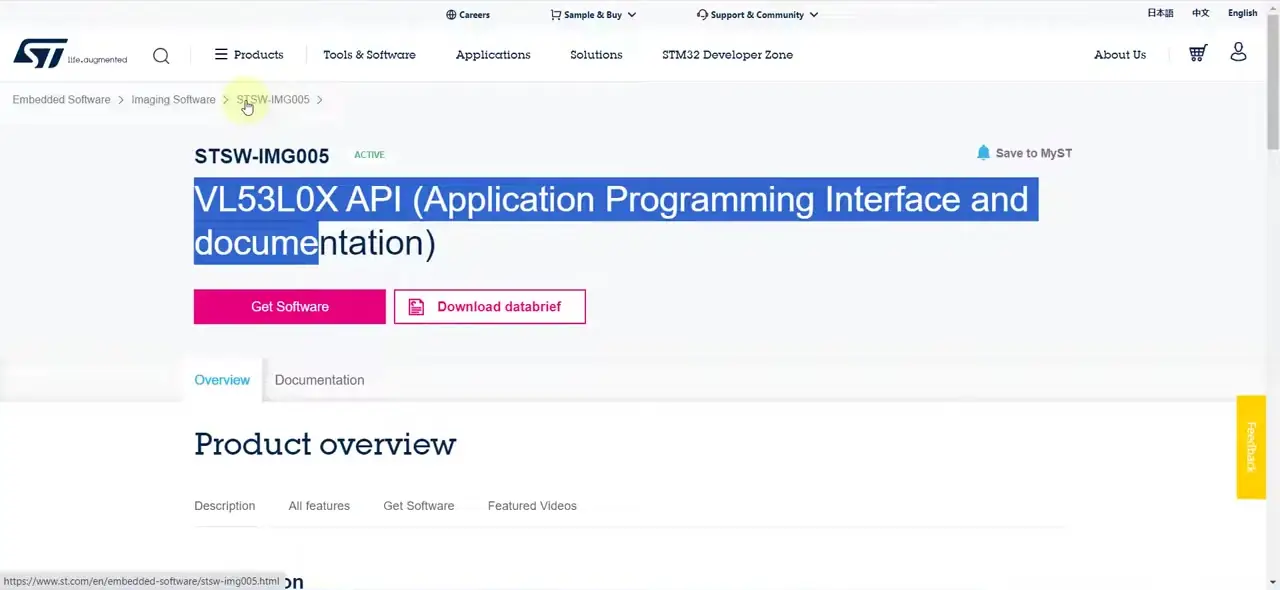 Careers Sample & Buy Support & Community 日本語 中文 English
ST life.augmented Products Tools & Software Applications Solutions STM32 Developer Zone About Us
Embedded Software > Imaging Software > STSW-IMG005 >
STSW-IMG005 ACTIVE Save to MyST
VL53L0X API (Application Programming Interface and
documentation)
Get Software Download databrief
Overview Documentation
Feedback
Product overview
Description All features Get Software Featured Videos
https://www.st.com/en/embedded-software/stsw-img005.html